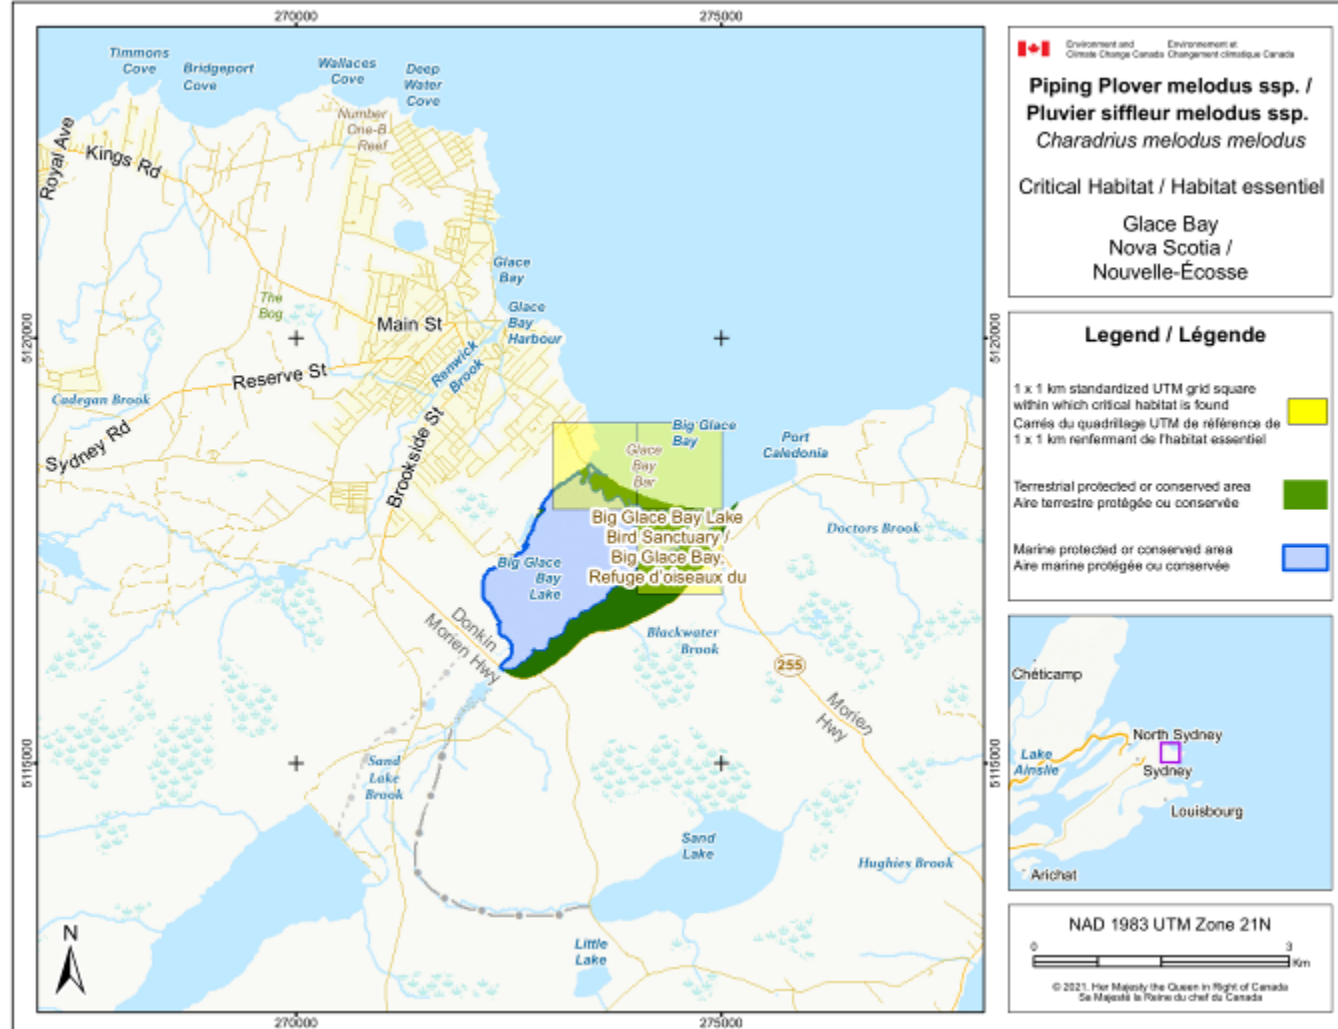 270000
275000
Timmons
Cove
Bridgeport
Cove
Wallaces
Cove
Deep
Water
Cove
Number
One-B
Reef
Royal Ave
Kings Rd
Glace
Bay
The
Bog
Main St
Glace
Bay
Harbour
Renwick
Brook
5120000
5120000
Reserve St
Cadegan Brook
Sydney Rd
Brookside St
Big Glace
Bay
Glace
Bay
Bar
Port
Caledonia
Big Glace Bay Lake
Bird Sanctuary /
Big Glace Bay,
Refuge d'oiseaux du
Doctors Brook
Big Glace
Bay
Lake
Donkin
Morien Hwy
Blackwater
Brook
255
Morien
Hwy
5115000
5115000
Sand
Lake
Brook
Sand
Lake
Hughies Brook
Little
Lake
N
270000
275000
Environment and
Climate Change Canada
Environnement et
Changement climatique Canada
Piping Plover melodus ssp. /
Pluvier siffleur melodus ssp.
Charadrius melodus melodus
Critical Habitat / Habitat essentiel
Glace Bay
Nova Scotia /
Nouvelle-Écosse
Legend / Légende
1 x 1 km standardized UTM grid square
within which critical habitat is found
Carrés du quadrillage UTM de référence de
1 x 1 km renfermant de l'habitat essentiel
Terrestrial protected or conserved area
Aire terrestre protégée ou conservée
Marine protected or conserved area
Aire marine protégée ou conservée
Chéticamp
North Sydney
Lake
Ainslie
Sydney
Louisbourg
Arichat
NAD 1983 UTM Zone 21N
0
3
Km
© 2021. Her Majesty the Queen in Right of Canada
Sa Majesté la Reine du chef du Canada